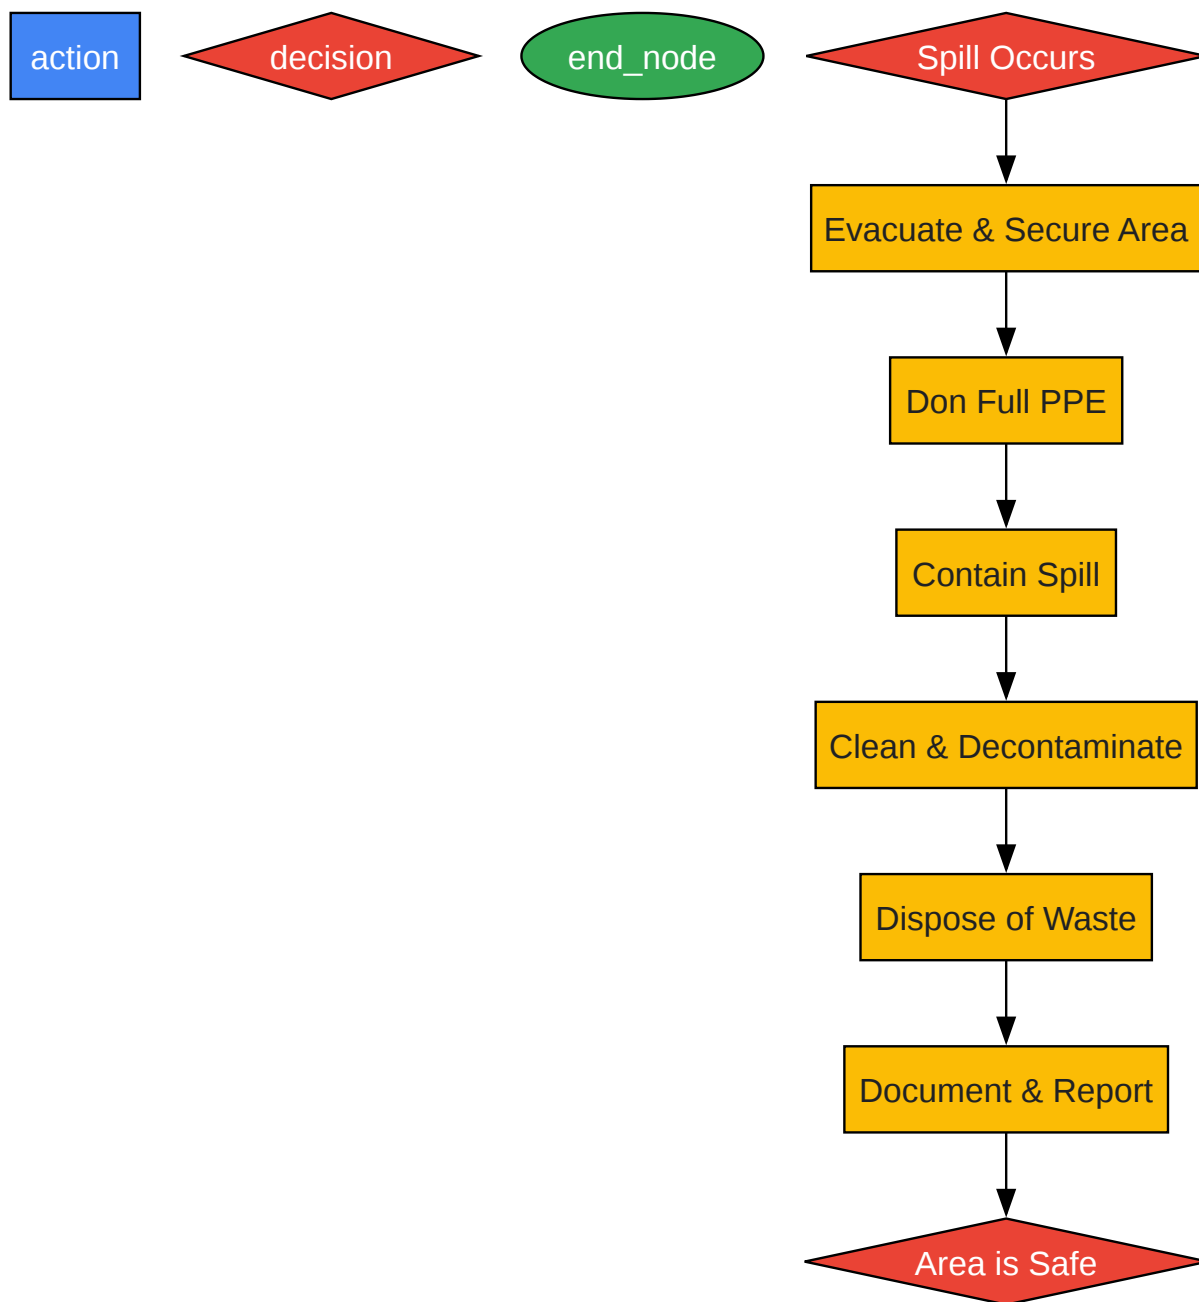 action
decision
end_node
Spill Occurs
Evacuate & Secure Area
Don Full PPE
Contain Spill
Clean & Decontaminate
Dispose of Waste
Document & Report
Area is Safe